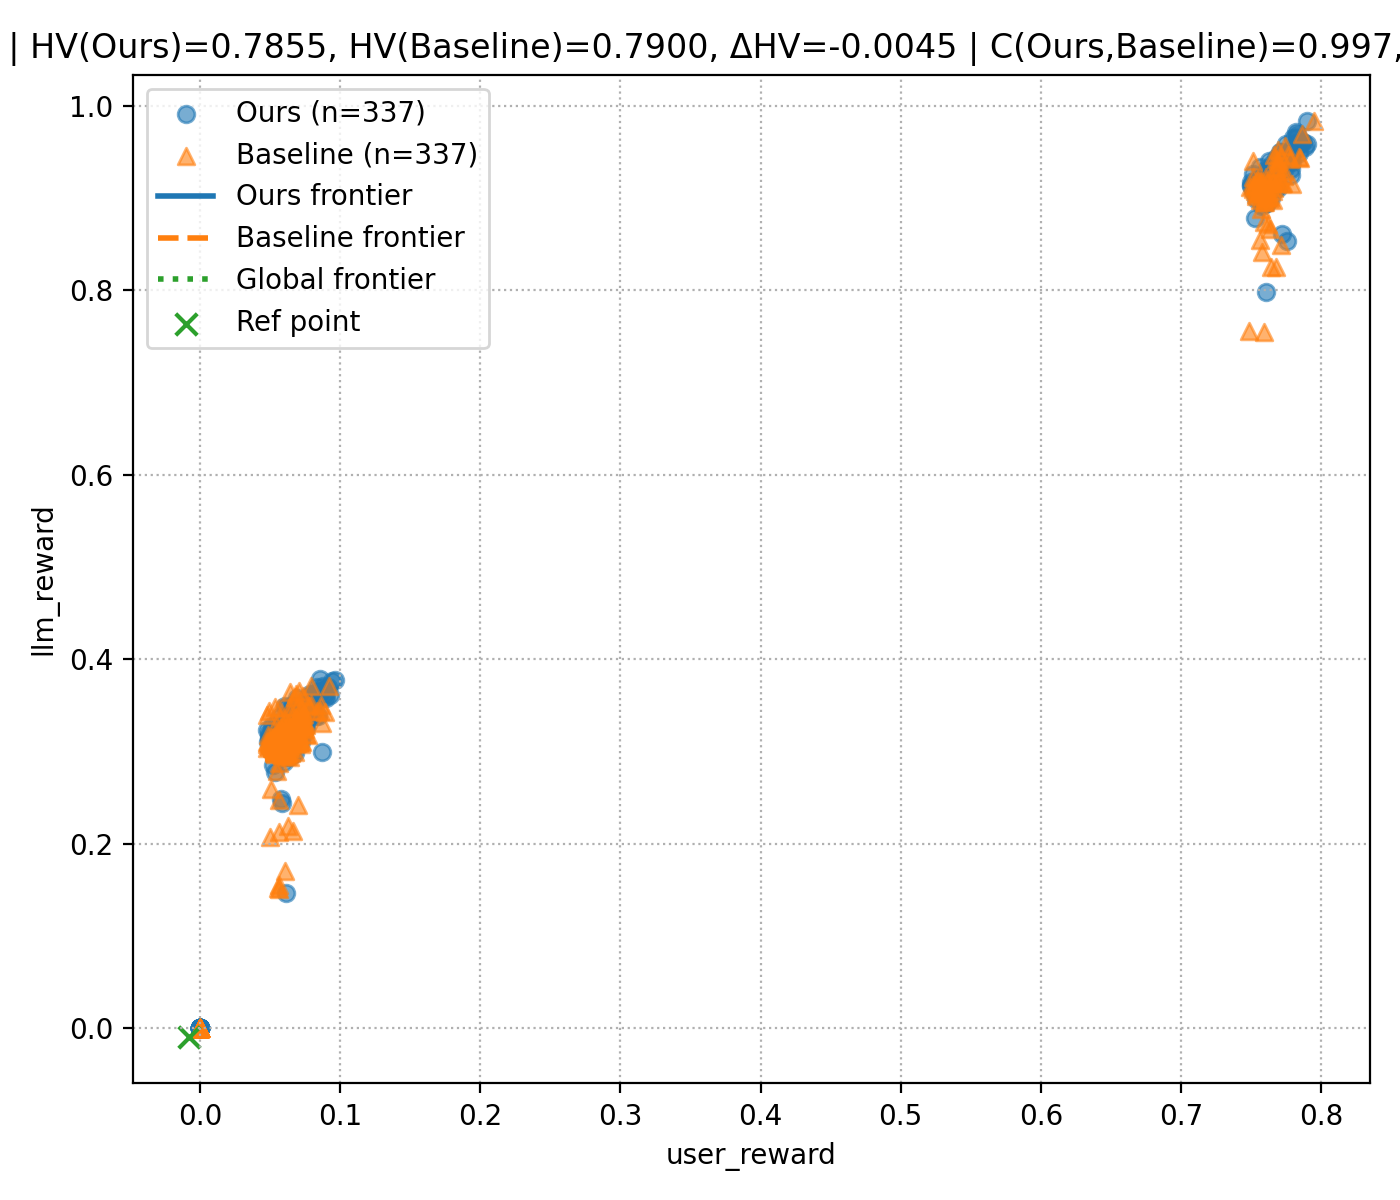 | HV(Ours)=0.7855, HV(Baseline)=0.7900, ΔHV=-0.0045 | C(Ours,Baseline)=0.997,
Ours (n=337)
Baseline (n=337)
Ours frontier
Baseline frontier
Global frontier
Ref point
1.0
0.8
0.6
0.4
0.2
0.0
llm_reward
0.0 0.1 0.2 0.3 0.4 0.5 0.6 0.7 0.8
user_reward